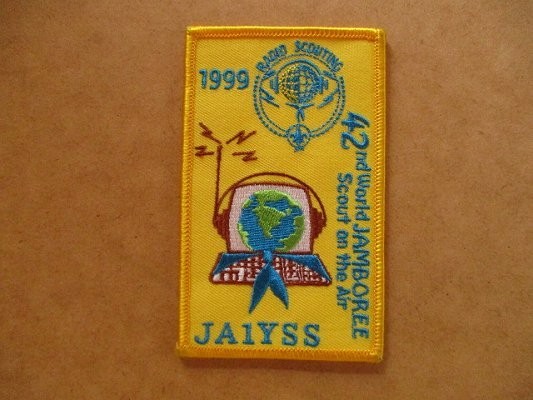 RADIO SCOUTING
1999
42nd World JAMBOREE
Scout on the Air
JA1YSS